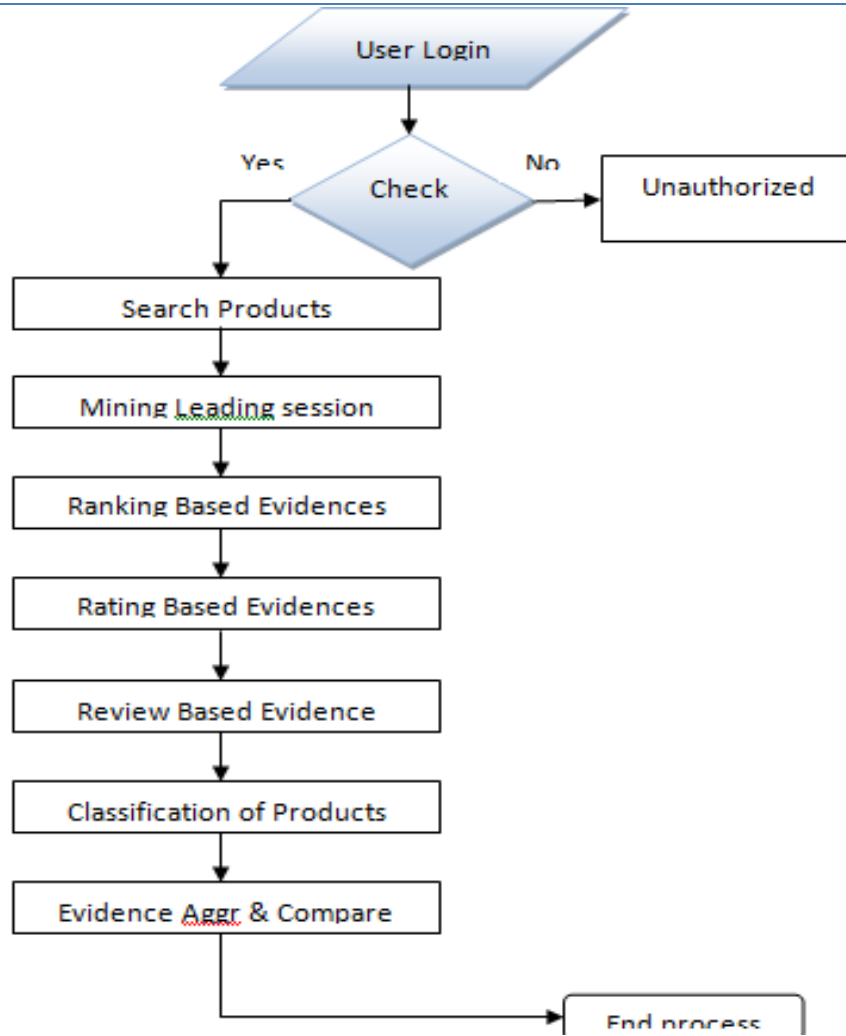 User Login
Yes
No
Check
Unauthorized
Search Products
Mining Leading session
Ranking Based Evidences
Rating Based Evidences
Review Based Evidence
Classification of Products
Evidence Aggr & Compare
End process